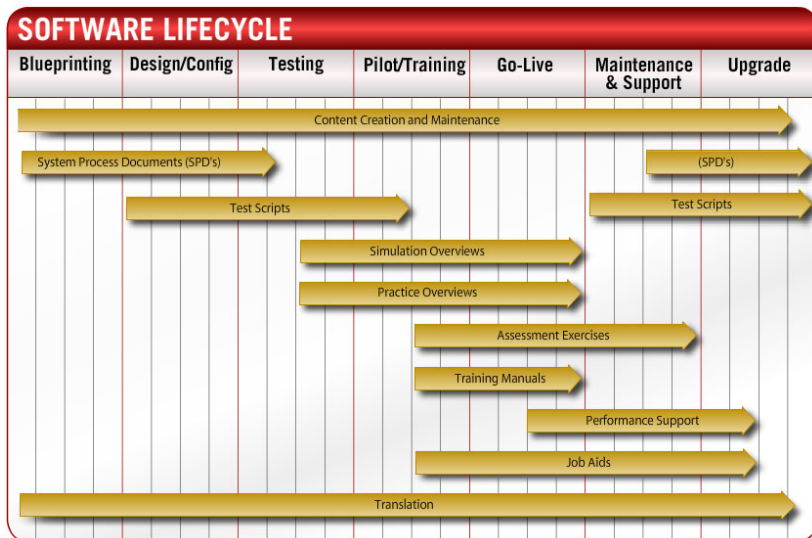 SOFTWARE LIFECYCLE
Blueprinting Design/Config Testing Pilot/Training Go-Live Maintenance & Support Upgrade
Content Creation and Maintenance
System Process Documents (SPD's) (SPD's)
Test Scripts Test Scripts
Simulation Overviews
Practice Overviews
Assessment Exercises
Training Manuals
Performance Support
Job Aids
Translation